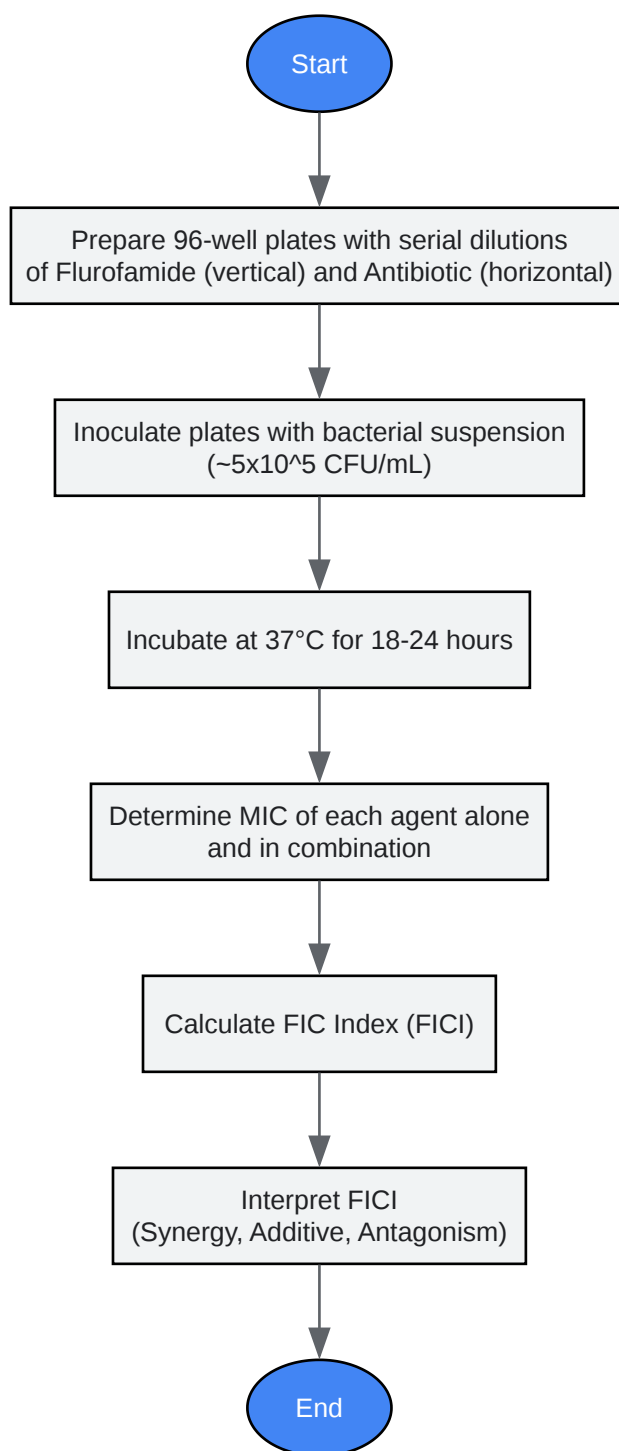 Start
Prepare 96-well plates with serial dilutions
of Flurofamide (vertical) and Antibiotic (horizontal)
Inoculate plates with bacterial suspension
(~5x10^5 CFU/mL)
Incubate at 37°C for 18-24 hours
Determine MIC of each agent alone
and in combination
Calculate FIC Index (FICI)
Interpret FICI
(Synergy, Additive, Antagonism)
End